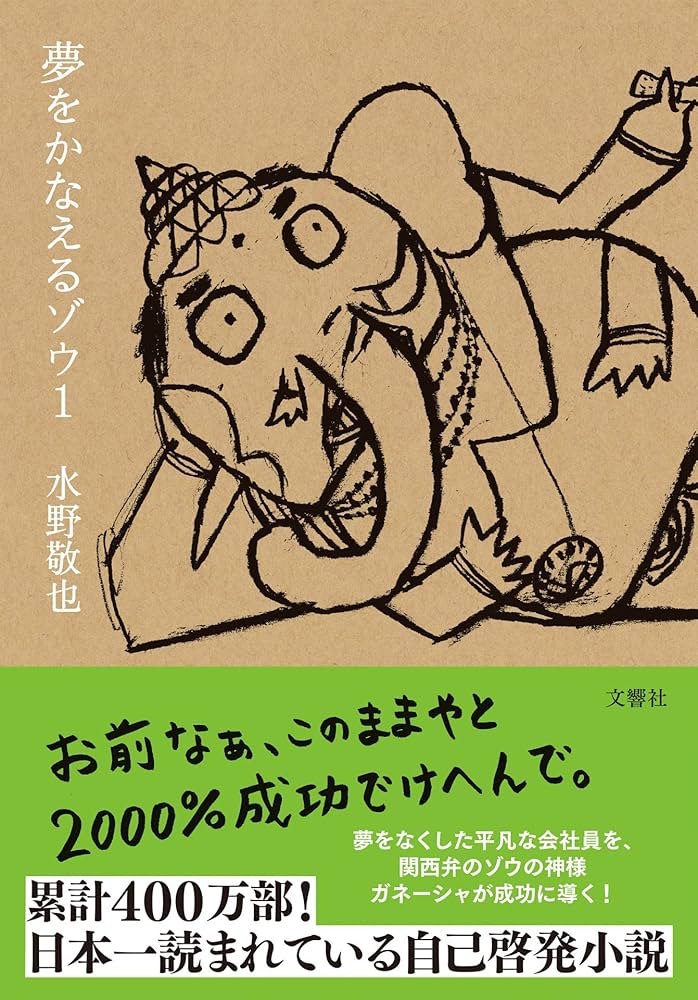 夢をかなえるゾウ1
水野敬也
文響社
お前なぁ、このままやと
2000%成功でけへんで。
夢をなくした平凡な会社員を、
関西弁のゾウの神様
ガネーシャが成功に導く！
累計400万部！
日本一読まれている自己啓発小説